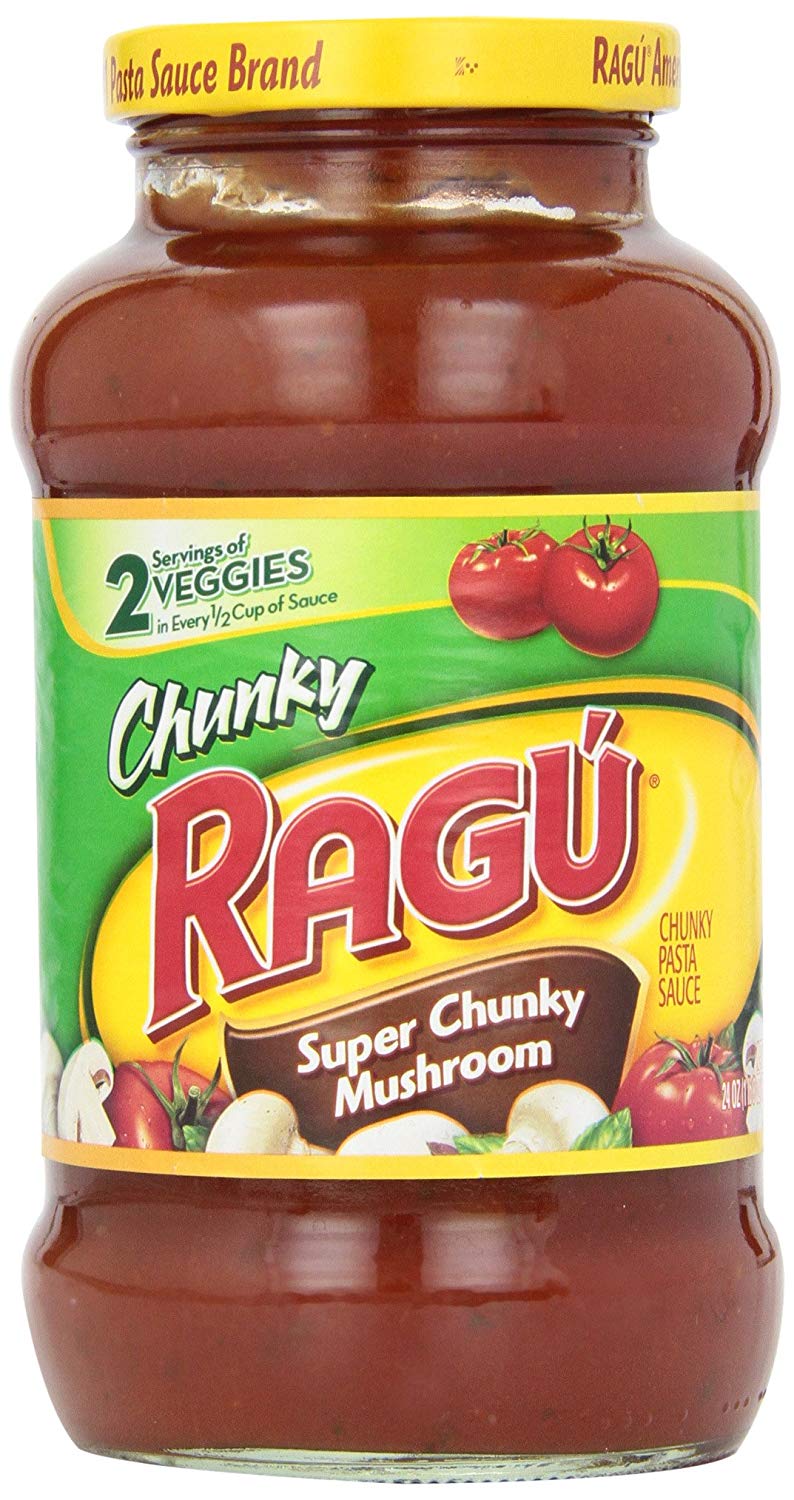 Pasta Sauce Brand
RAGÚ®
2 Servings of
VEGGIES
in Every 1/2 Cup of Sauce
Chunky
RAGÚ®
CHUNKY
PASTA
SAUCE
Super Chunky
Mushroom
24 OZ